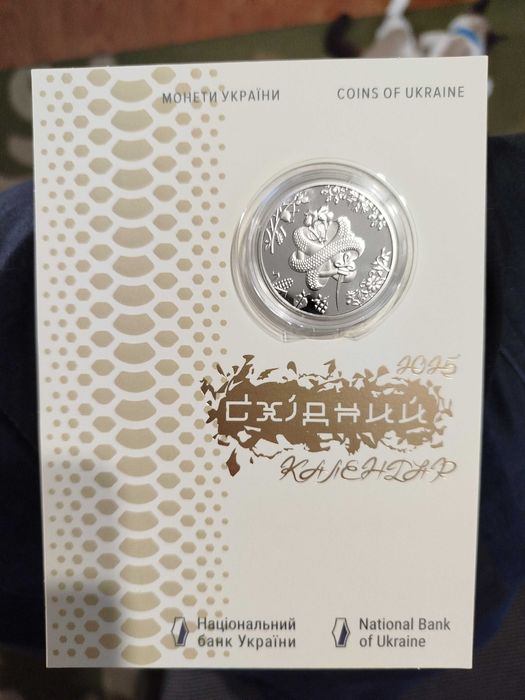 МОНЕТИ УКРАЇНИ
COINS OF UKRAINE
2025
СХІДНИЙ
КАЛЕНДАР
Національний
банк України
National Bank
of Ukraine